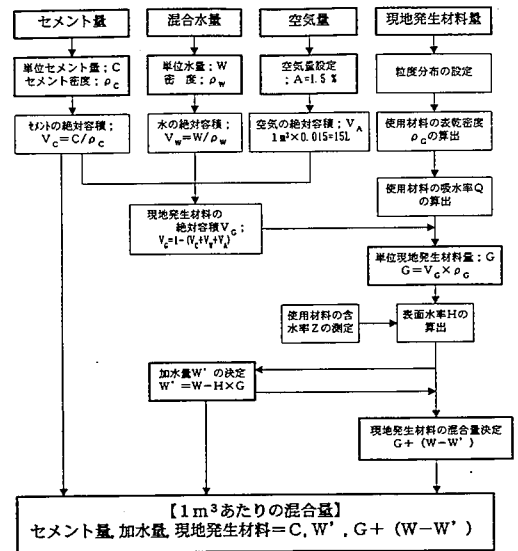 セメント量
混合水量
空気量
現地発生材料量
単位セメント量；C
セメント密度；ρC
単位水量；W
密　度；ρW
空気量設定
；A=1.5 %
粒度分布の設定
ｾﾒﾝﾄの絶対容積；
VC＝C/ρC
水の絶対容積；
VW＝W/ρW
空気の絶対容積；VA
1m³×0.015=15L
使用材料の表乾密度
ρGの算出
使用材料の吸水率Q
の算出
現地発生材料の
絶対容積VG；
VG=1−(VC+VW+VA)
単位現地発生材料量；G
G＝VG×ρG
使用材料の含
水率Zの測定
表面水率Hの
算出
加水量W'の決定
W'＝W−H×G
現地発生材料の混合量決定
G＋（W−W'）
【1m³あたりの混合量】
セメント量,加水量,現地発生材料＝C,W',G＋（W−W'）